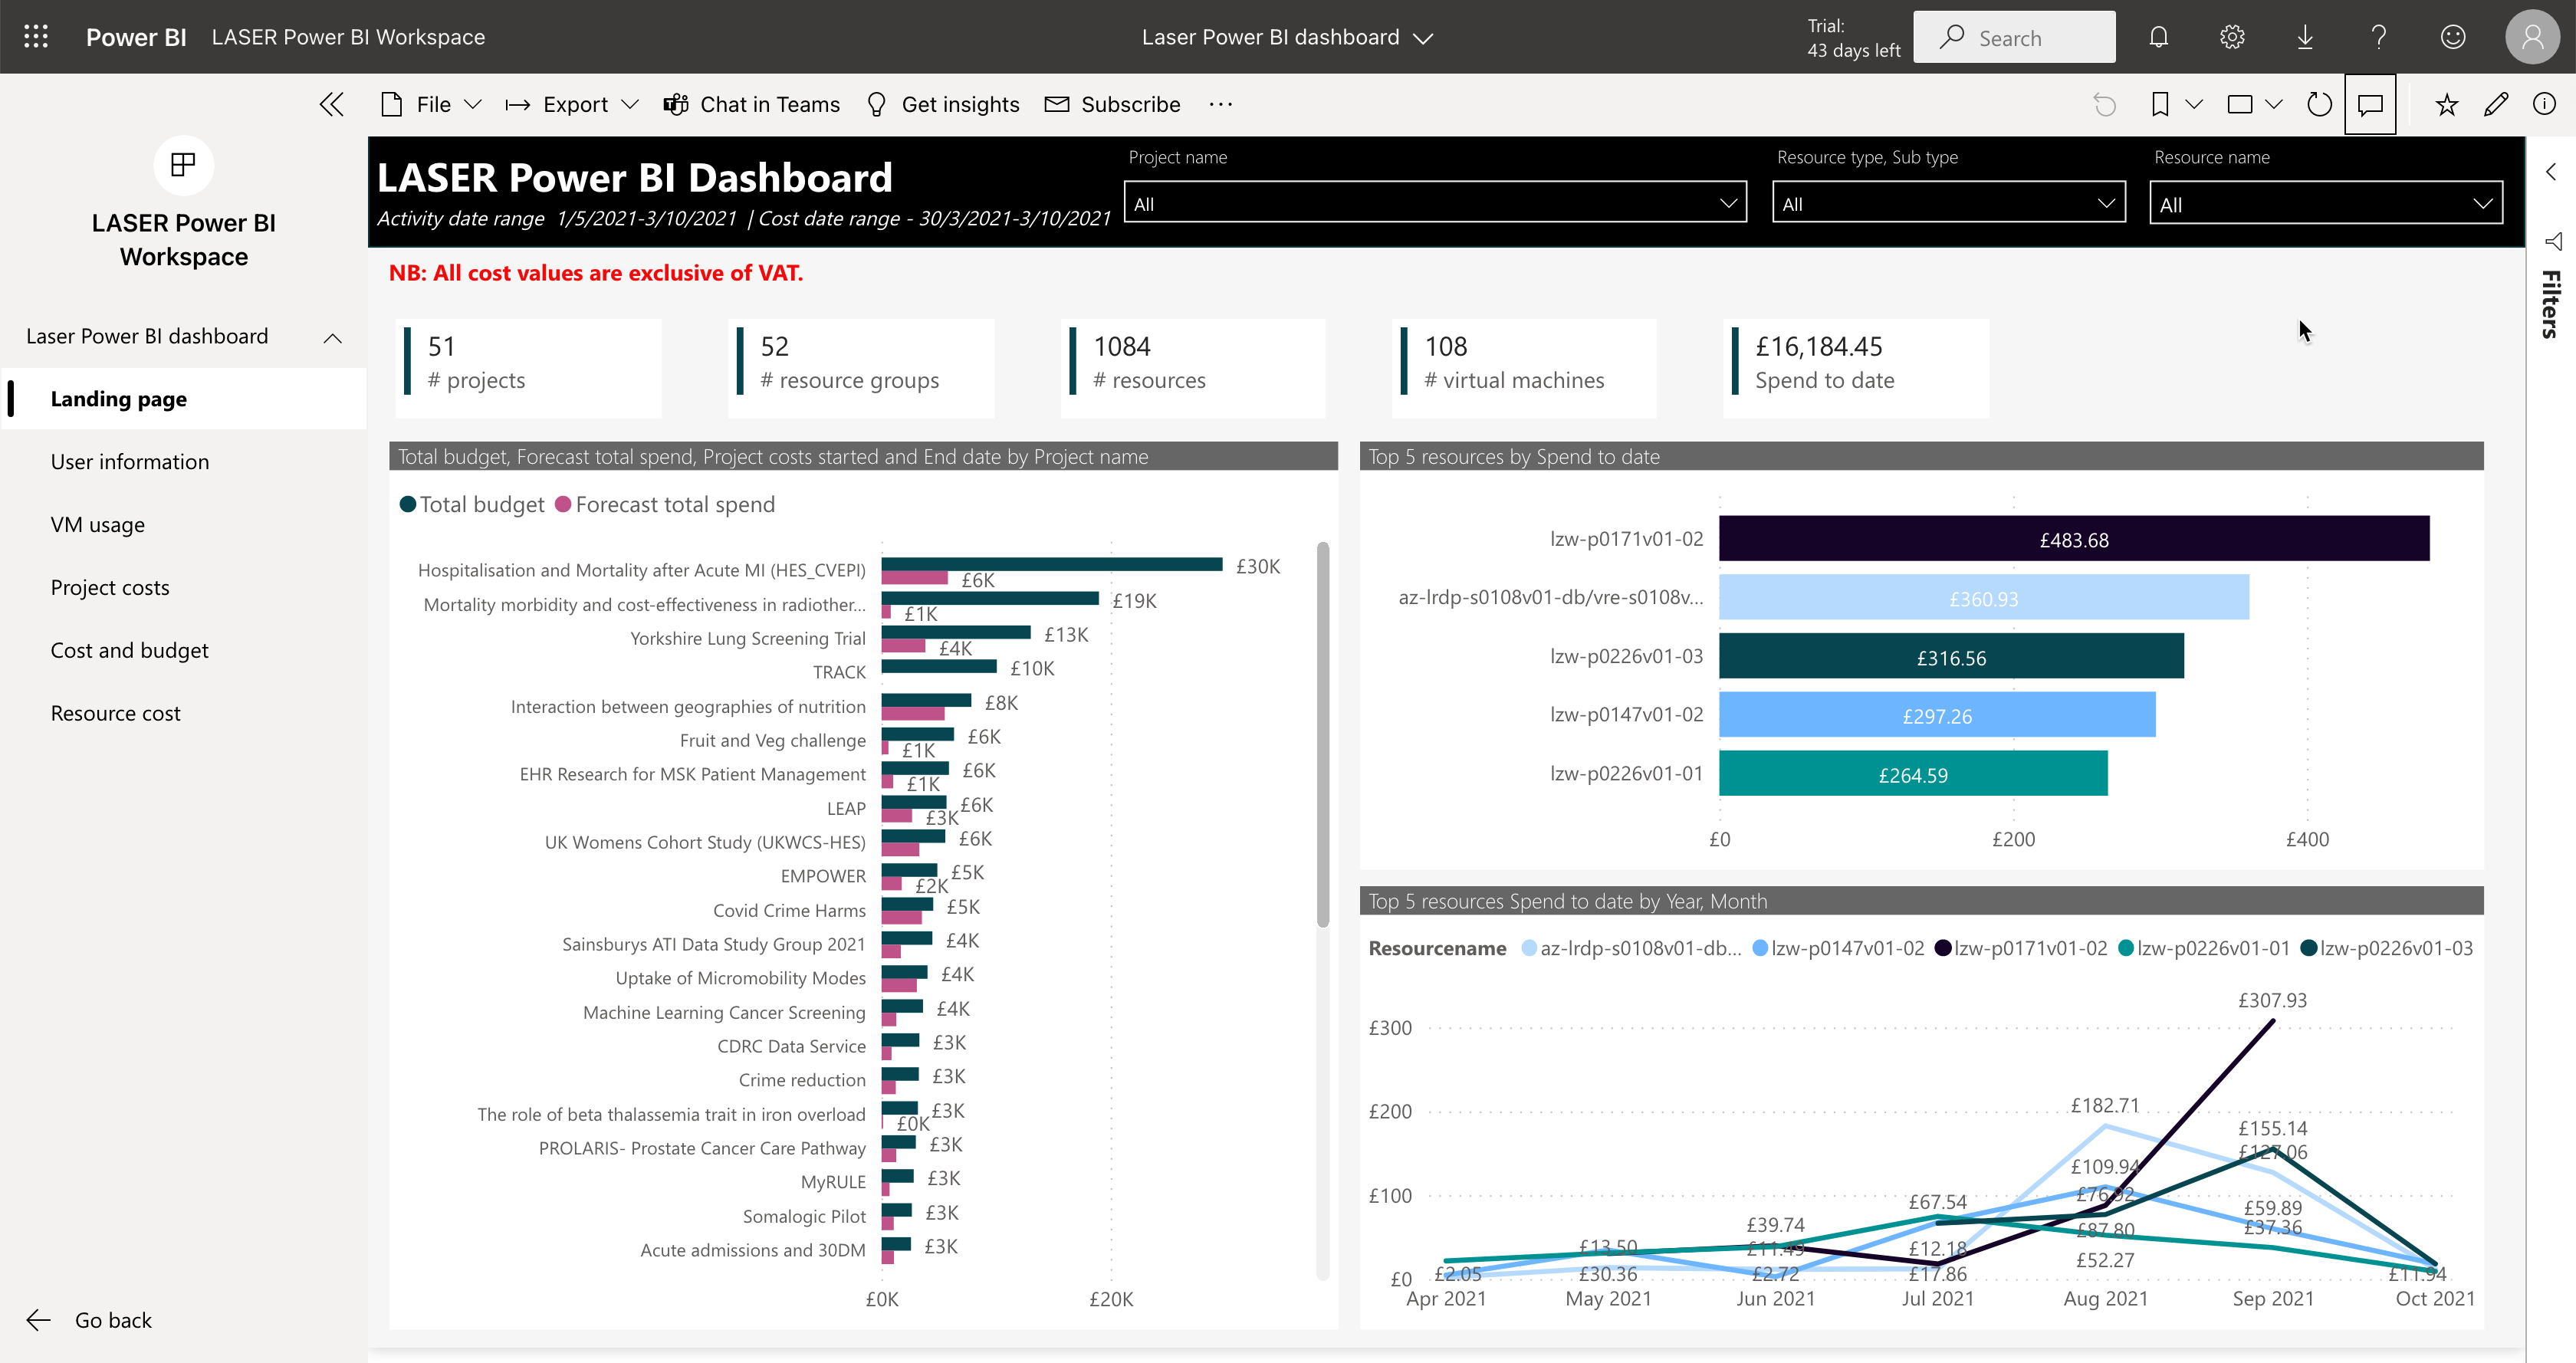 Power BI LASER Power BI Workspace
Laser Power BI dashboard
Trial:
43 days left
Search
File
Export
Chat in Teams
Get insights
Subscribe
LASER Power BI
Workspace
Laser Power BI dashboard
Landing page
User information
VM usage
Project costs
Cost and budget
Resource cost
Go back
LASER Power BI Dashboard
Activity date range 1/5/2021-3/10/2021 | Cost date range - 30/3/2021-3/10/2021
Project name
All
Resource type, Sub type
All
Resource name
All
Filters
NB: All cost values are exclusive of VAT.
51
# projects
52
# resource groups
1084
# resources
108
# virtual machines
£16,184.45
Spend to date
Total budget, Forecast total spend, Project costs started and End date by Project name
Total budget Forecast total spend
Hospitalisation and Mortality after Acute MI (HES_CVEPI) £30K
£6K
Mortality morbidity and cost-effectiveness in radiother... £19K
£1K
Yorkshire Lung Screening Trial £13K
£4K
TRACK £10K
Interaction between geographies of nutrition £8K
Fruit and Veg challenge £6K
£1K
EHR Research for MSK Patient Management £6K
£1K
LEAP £6K
£3K
UK Womens Cohort Study (UKWCS-HES) £6K
EMPOWER £5K
£2K
Covid Crime Harms £5K
Sainsburys ATI Data Study Group 2021 £4K
Uptake of Micromobility Modes £4K
Machine Learning Cancer Screening £4K
CDRC Data Service £3K
Crime reduction £3K
The role of beta thalassemia trait in iron overload £3K
£0K
PROLARIS- Prostate Cancer Care Pathway £3K
MyRULE £3K
Somalogic Pilot £3K
Acute admissions and 30DM £3K
£0K £20K
Top 5 resources by Spend to date
lzw-p0171v01-02 £483.68
az-lrdp-s0108v01-db/vre-s0108v... £360.93
lzw-p0226v01-03 £316.56
lzw-p0147v01-02 £297.26
lzw-p0226v01-01 £264.59
£0 £200 £400
Top 5 resources Spend to date by Year, Month
Resourcename az-lrdp-s0108v01-db... lzw-p0147v01-02 lzw-p0171v01-02 lzw-p0226v01-01 lzw-p0226v01-03
£307.93
£300
£200
£182.71
£155.14
£127.06
£109.94
£100
£76.92
£67.54
£59.89
£39.74
£37.36
£87.80
£13.50
£11.49
£12.18
£52.27
£0
£2.05
£30.36
£2.72
£17.86
£11.94
Apr 2021 May 2021 Jun 2021 Jul 2021 Aug 2021 Sep 2021 Oct 2021